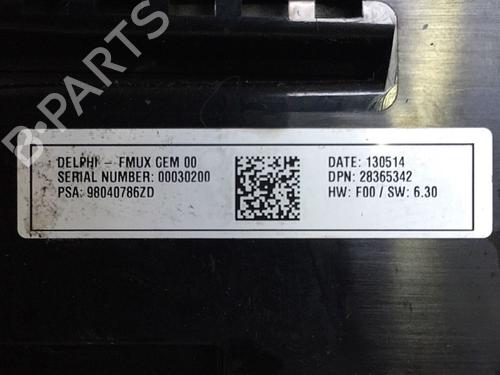 B-PARTS
DELPHI - FMUX CEM 00
SERIAL NUMBER: 00030200
PSA: 98040786ZD
DATE: 130514
DPN: 28365342
HW: F00 / SW: 6.30